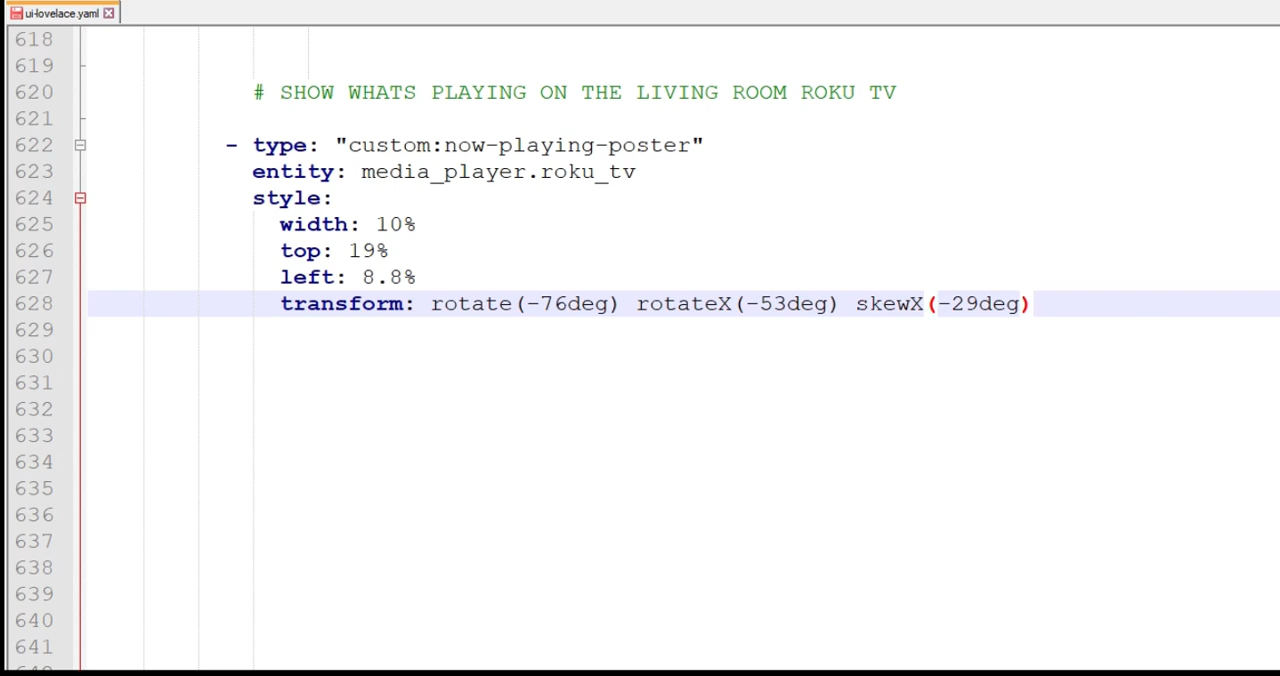 ui-lovelace.yaml
618
619
620 # SHOW WHATS PLAYING ON THE LIVING ROOM ROKU TV
621
622 - type: "custom:now-playing-poster"
623 entity: media_player.roku_tv
624 style:
625 width: 10%
626 top: 19%
627 left: 8.8%
628 transform: rotate(-76deg) rotateX(-53deg) skewX(-29deg)
629
630
631
632
633
634
635
636
637
638
639
640
641